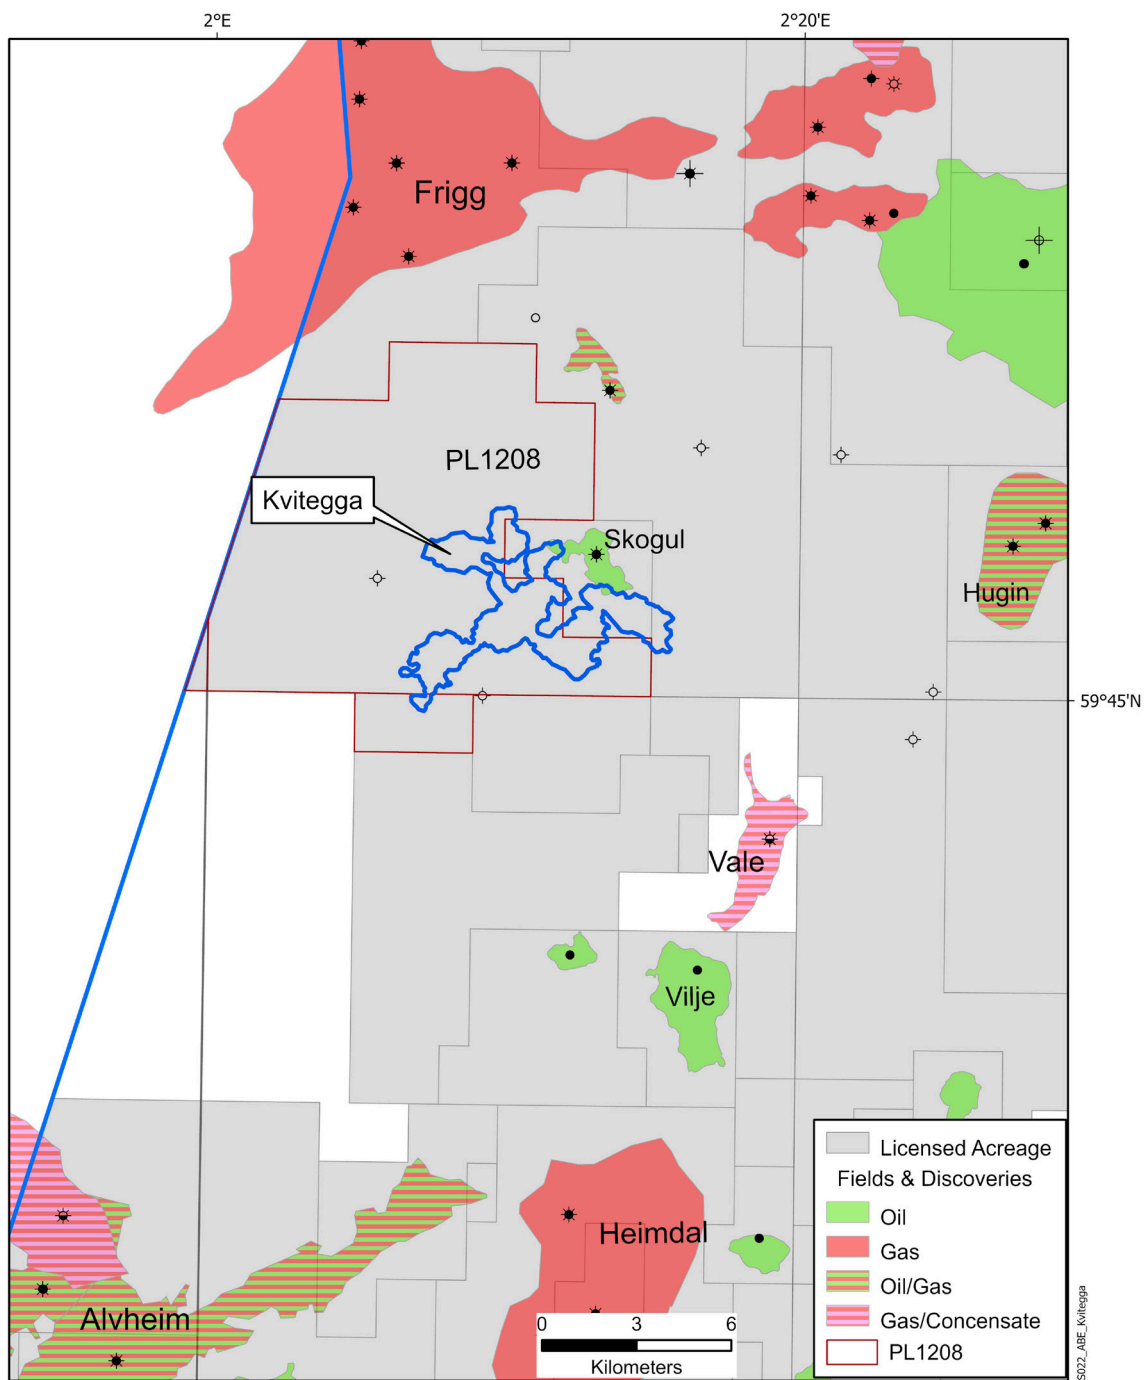 2°E
2°20'E
Frigg
PL1208
Kvitegga
Skogul
Hugin
59°45'N
Vale
Vilje
Heimdal
Alvheim
0 3 6
Kilometers
Licensed Acreage
Fields & Discoveries
Oil
Gas
Oil/Gas
Gas/Concensate
PL1208
S022_ABE_Kvitegga